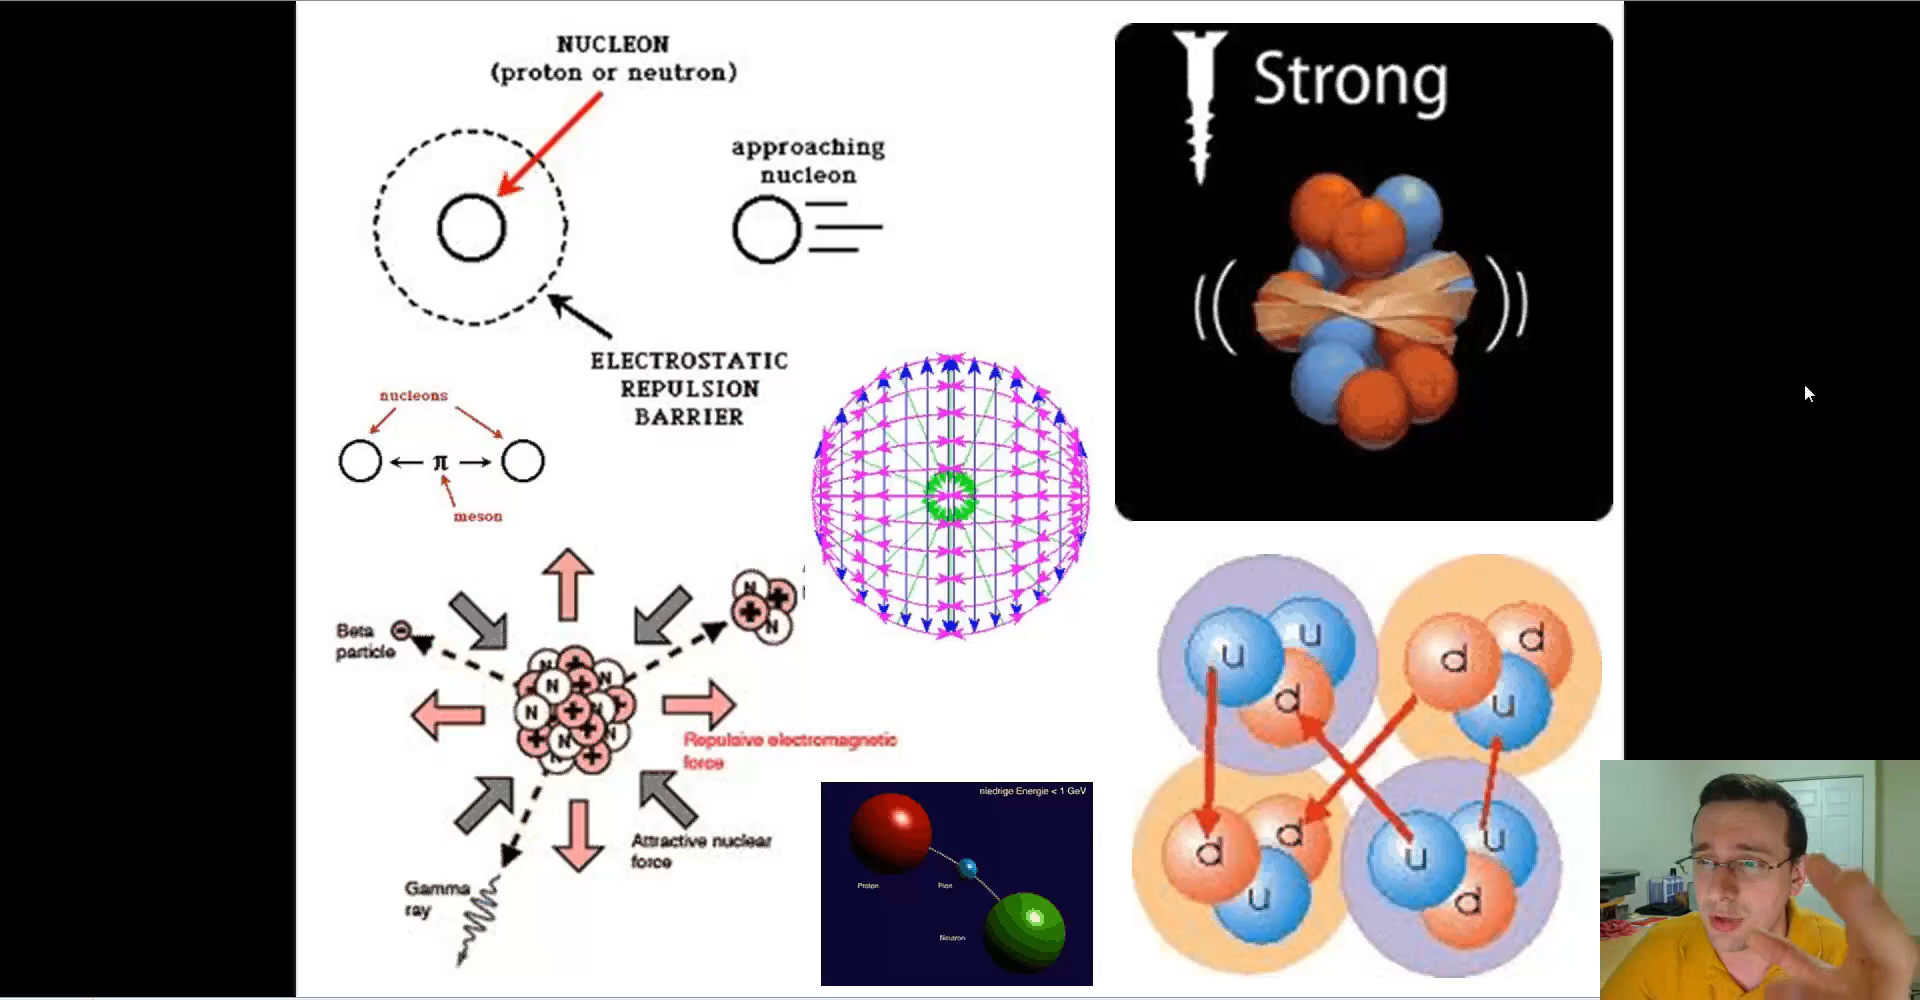 NUCLEON
(proton or neutron)
approaching
nucleon
ELECTROSTATIC
REPULSION
BARRIER
nucleons
π
meson
Strong
Beta
particle
N
+
N
+
N
+
N
N
+
N
+
N
+
N
+
+
N
N
+
+
Repulsive electromagnetic
force
Attractive nuclear
force
Gamma
ray
niedrige Energie < 1 GeV
Proton
Pion
Neutron
u
u
d
d
d
u
d
d
u
u
u
d